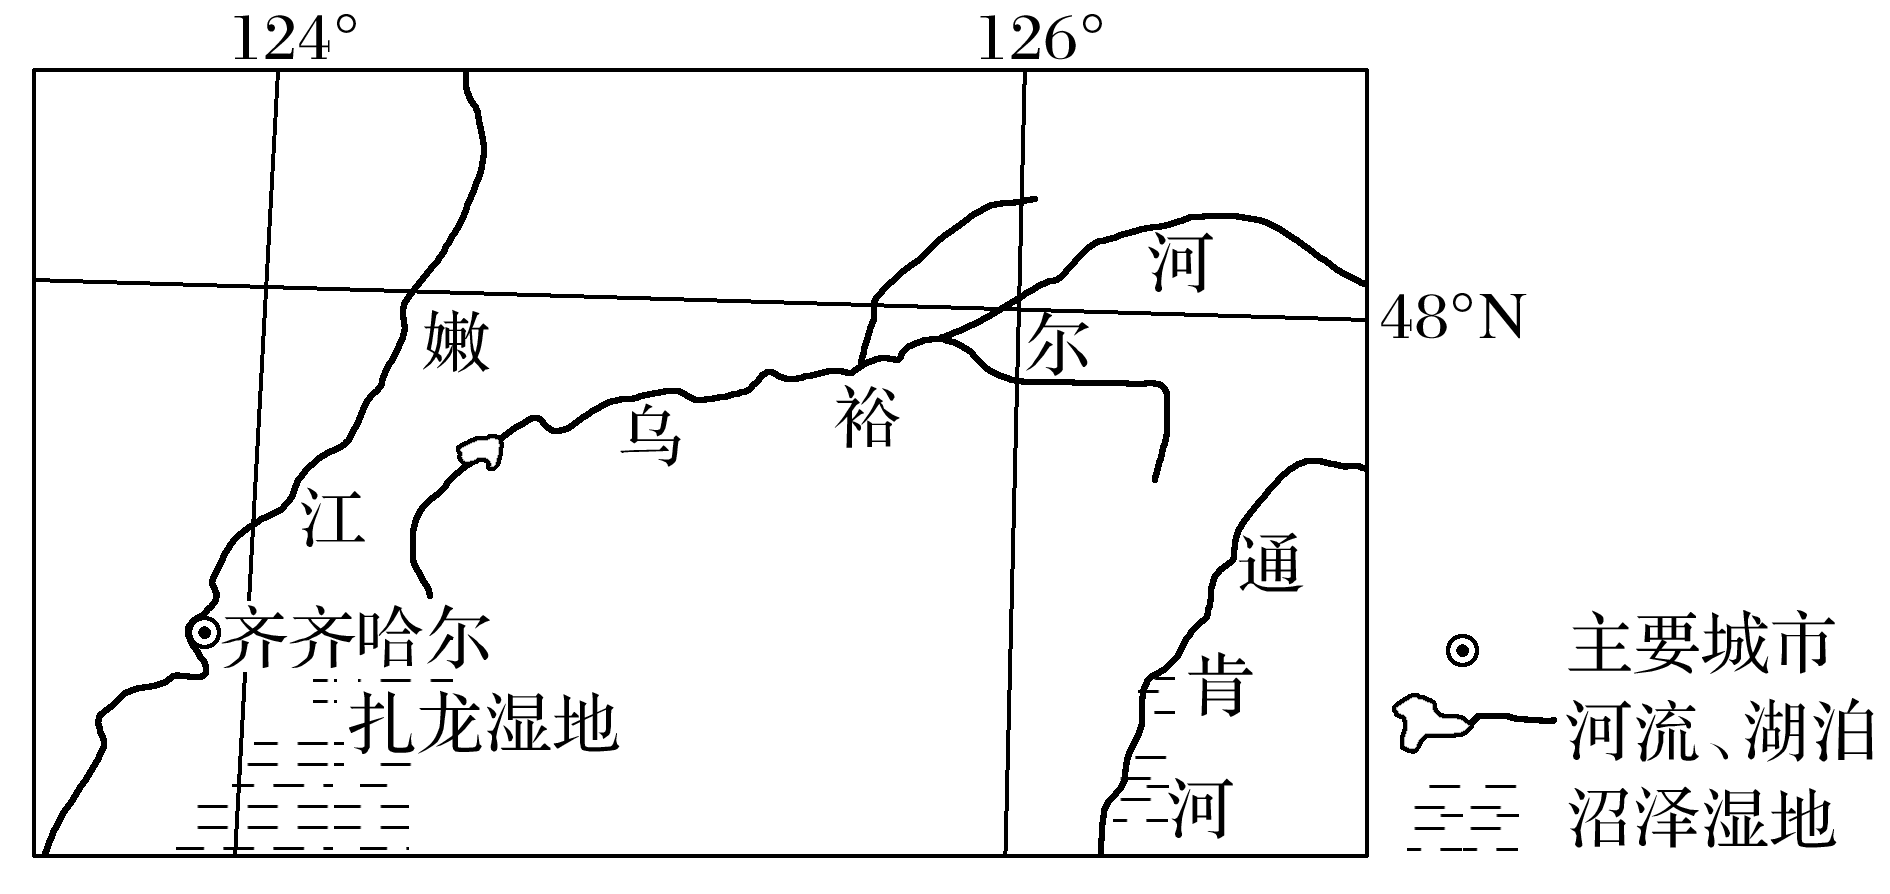 124°
126°
48°N
嫩
江
乌
裕
尔
河
通
肯
河
齐齐哈尔
扎龙湿地
主要城市
河流、湖泊
沼泽湿地